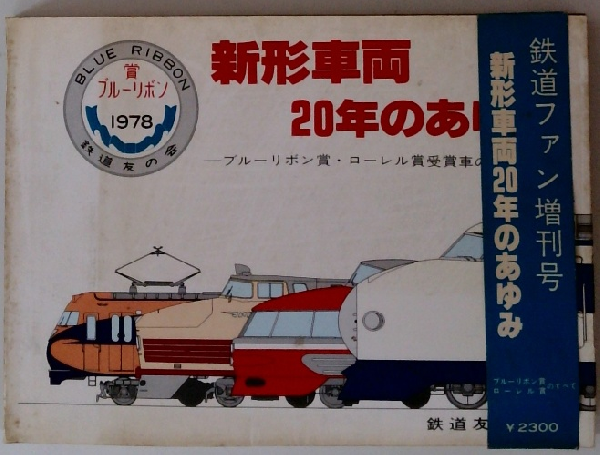 BLUE RIBBON
賞
ブルーリボン
1978
鉄道友の会
新形車両
20年のあゆ
―ブルーリボン賞・ローレル賞受賞車の
鉄道友
鉄道ファン増刊号
新形車両20年のあゆみ
ブルーリボン賞
ローレル賞
のすべて
¥2300